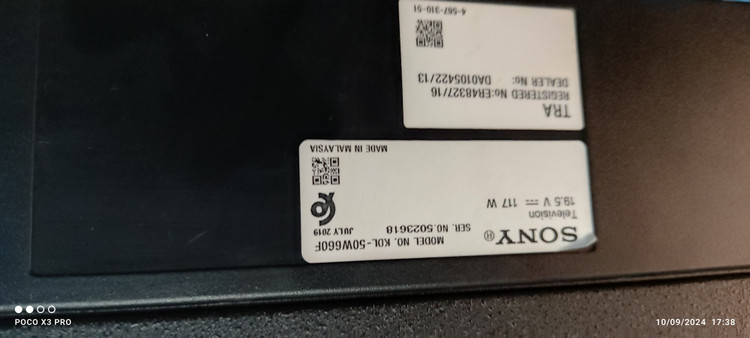 SONY®
MODEL NO. KDL-50W660F
SER. NO. 5023618
JULY 2019
Television
19.5 V ⎓ 117 W
MADE IN MALAYSIA
TRA
REGISTERED No:ER48327/16
DEALER No: DA0105422/13
4-567-310-51
POCO X3 PRO
10/09/2024 17:38